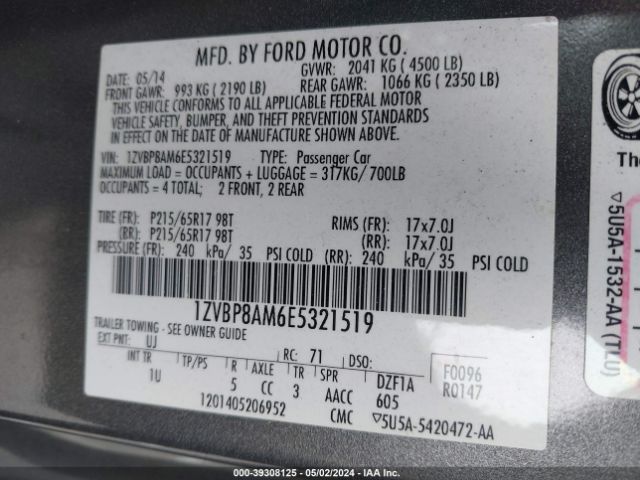 MFD. BY FORD MOTOR CO.
DATE: 05/14 GVWR: 2041 KG ( 4500 LB)
FRONT GAWR: 993 KG ( 2190 LB) REAR GAWR: 1066 KG ( 2350 LB)
THIS VEHICLE CONFORMS TO ALL APPLICABLE FEDERAL MOTOR
VEHICLE SAFETY, BUMPER, AND THEFT PREVENTION STANDARDS
IN EFFECT ON THE DATE OF MANUFACTURE SHOWN ABOVE.
VIN: 1ZVBP8AM6E5321519 TYPE: Passenger Car
MAXIMUM LOAD = OCCUPANTS + LUGGAGE = 317KG/ 700LB
OCCUPANTS = 4 TOTAL; 2 FRONT, 2 REAR
TIRE (FR): P215/65R17 98T RIMS (FR): 17x7.0J
(RR): P215/65R17 98T (RR): 17x7.0J
PRESSURE (FR): 240 kPa/ 35 PSI COLD (RR): 240 kPa/ 35 PSI COLD
1ZVBP8AM6E5321519
TRAILER TOWING - SEE OWNER GUIDE
EXT PNT: UJ RC: 71 DSO:
INT TR TP/PS R AXLE TR SPR DZF1A F0096
1U 5 CC 3 AACC 605 R0147
1201405206952 CMC ▽5U5A-5420472-AA
The
▽5U5A-1532-AA (TLU)
000-39308125 - 05/02/2024 - IAA Inc.